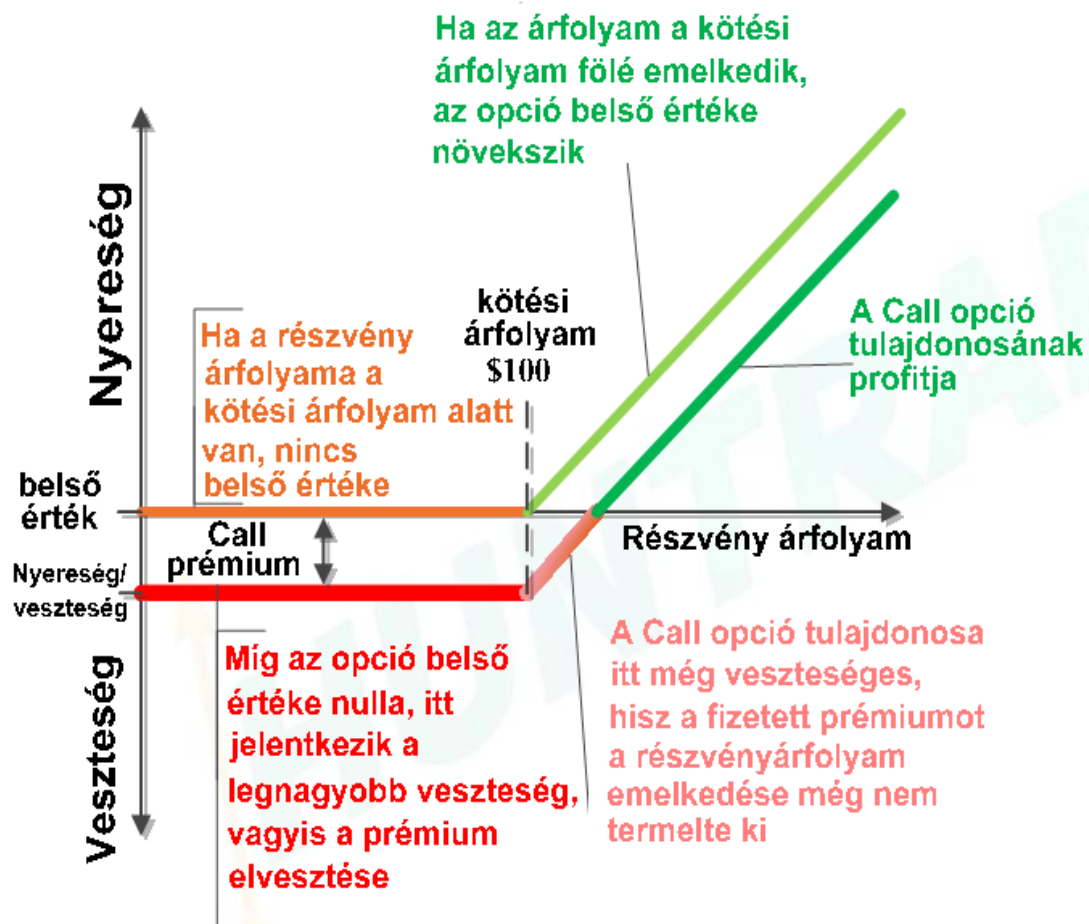 Ha az árfolyam a kötési
árfolyam fölé emelkedik,
az opció belső értéke
növekszik
Nyereség
kötési
árfolyam
$100
Ha a részvény
árfolyama a
kötési árfolyam alatt
van, nincs
belső értéke
A Call opció
tulajdonosának
profitja
belső
érték
Call
prémium
Részvény árfolyam
Nyereség/
veszteség
Veszteség
Míg az opció belső
értéke nulla, itt
jelentkezik a
legnagyobb veszteség,
vagyis a prémium
elvesztése
A Call opció tulajdonosa
itt még veszteséges,
hisz a fizetett prémiumot
a részvényárfolyam
emelkedése még nem
termelte ki